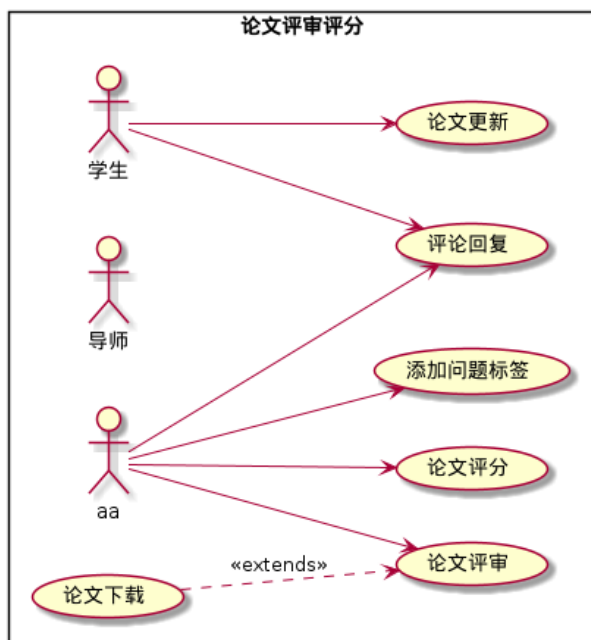 论文评审评分
论文更新
学生
评论回复
导师
添加问题标签
论文评分
aa
论文评审
«extends»
论文下载